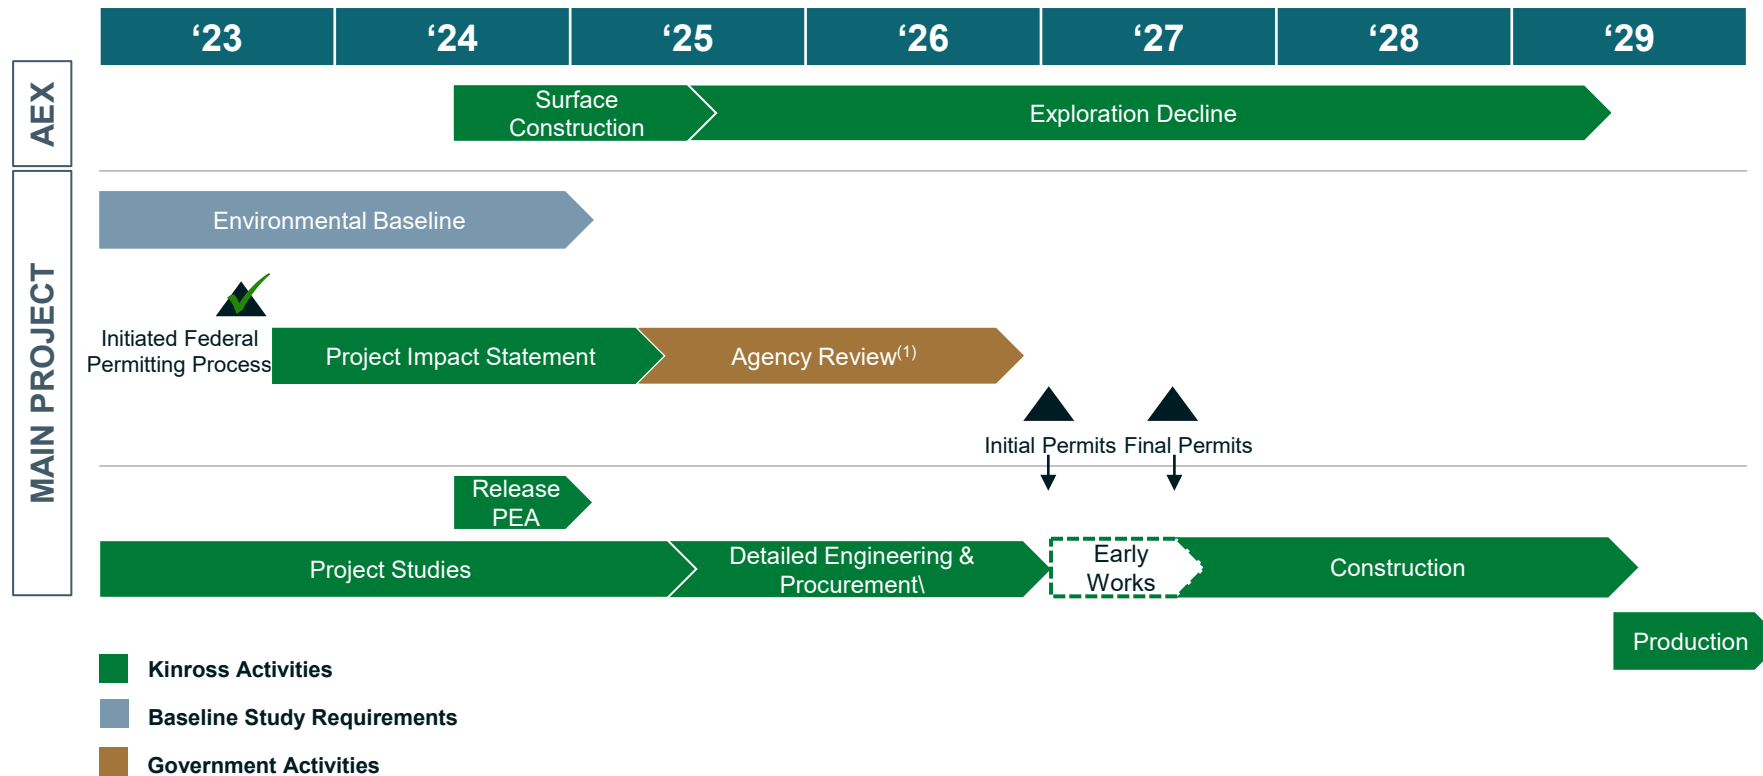 ‘23 ‘24 ‘25 ‘26 ‘27 ‘28 ‘29
AEX
Surface
Construction
Exploration Decline
MAIN PROJECT
Environmental Baseline
Initiated Federal
Permitting Process
Project Impact Statement
Agency Review(1)
Initial Permits
Final Permits
Release
PEA
Project Studies
Detailed Engineering &
Procurement\
Early
Works
Construction
Production
Kinross Activities
Baseline Study Requirements
Government Activities